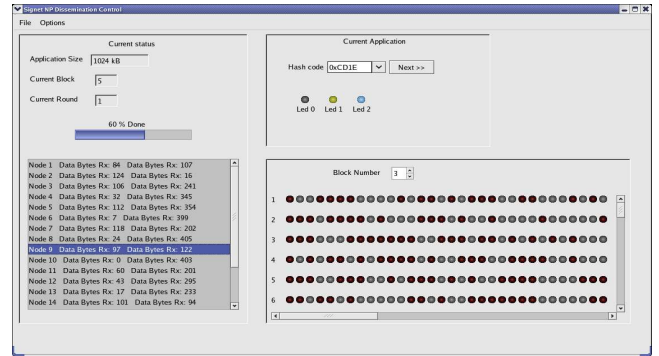 Signet NP Dissemination Control
File Options
Current status
Application Size 1024 kB
Current Block 5
Current Round 1
60 % Done
Node 1 Data Bytes Rx: 84 Data Bytes Rx: 107
Node 2 Data Bytes Rx: 124 Data Bytes Rx: 16
Node 3 Data Bytes Rx: 106 Data Bytes Rx: 241
Node 4 Data Bytes Rx: 32 Data Bytes Rx: 345
Node 5 Data Bytes Rx: 112 Data Bytes Rx: 354
Node 6 Data Bytes Rx: 7 Data Bytes Rx: 399
Node 7 Data Bytes Rx: 118 Data Bytes Rx: 202
Node 8 Data Bytes Rx: 24 Data Bytes Rx: 405
Node 9 Data Bytes Rx: 97 Data Bytes Rx: 122
Node 10 Data Bytes Rx: 0 Data Bytes Rx: 403
Node 11 Data Bytes Rx: 60 Data Bytes Rx: 201
Node 12 Data Bytes Rx: 43 Data Bytes Rx: 295
Node 13 Data Bytes Rx: 17 Data Bytes Rx: 233
Node 14 Data Bytes Rx: 101 Data Bytes Rx: 94
Current Application
Hash code 0xCD1E Next >>
Led 0 Led 1 Led 2
Block Number 3
1
2
3
4
5
6